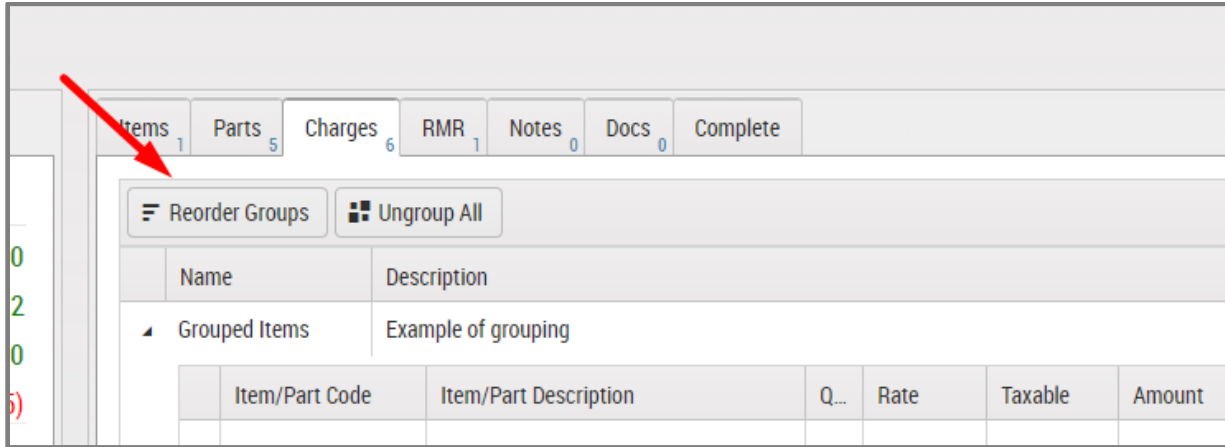 Items 1 Parts 5 Charges 6 RMR 1 Notes 0 Docs 0 Complete
Reorder Groups Ungroup All
0
Name Description
2
Grouped Items Example of grouping
0
Item/Part Code Item/Part Description Q... Rate Taxable Amount
5)